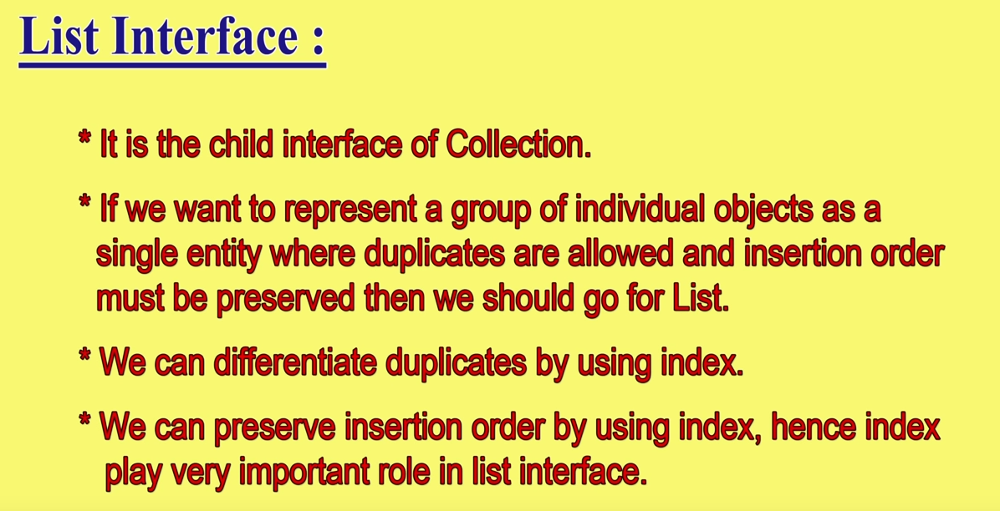 List Interface :
* It is the child interface of Collection.
* If we want to represent a group of individual objects as a
single entity where duplicates are allowed and insertion order
must be preserved then we should go for List.
* We can differentiate duplicates by using index.
* We can preserve insertion order by using index, hence index
play very important role in list interface.